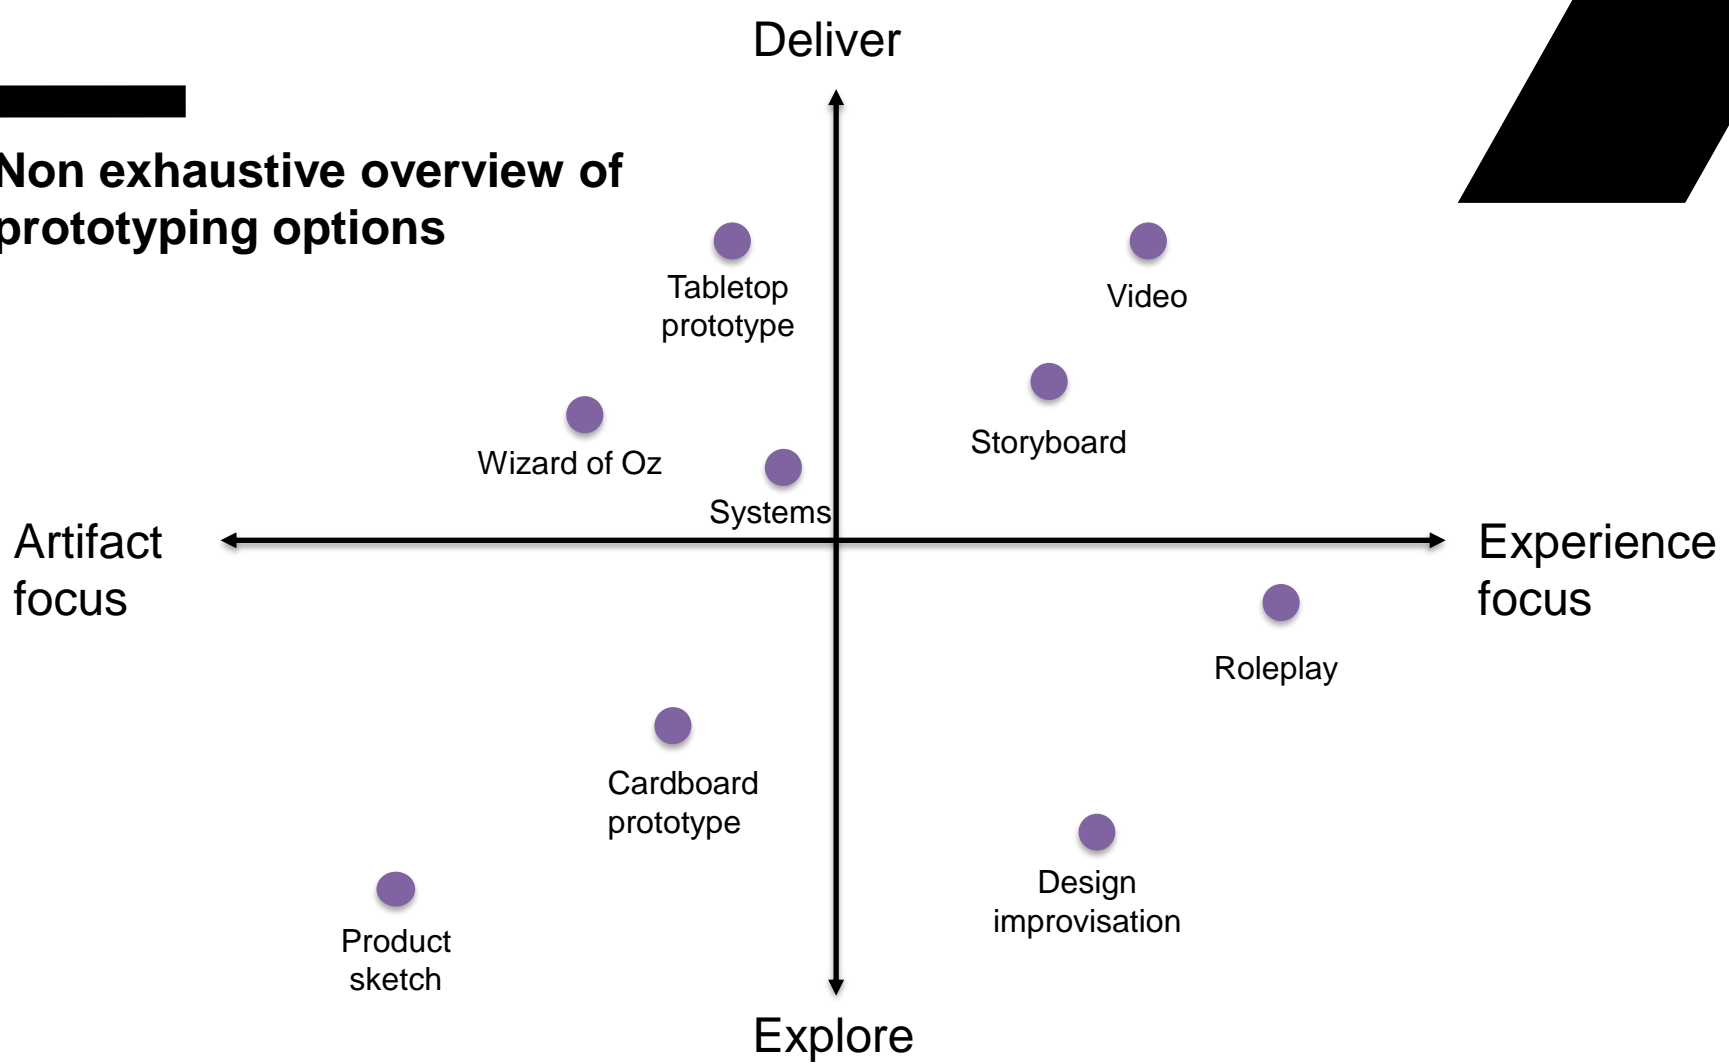 Deliver
Non exhaustive overview of
prototyping options
Tabletop
prototype
Video
Storyboard
Wizard of Oz
Systems
Artifact
focus
Experience
focus
Roleplay
Cardboard
prototype
Design
improvisation
Product
sketch
Explore